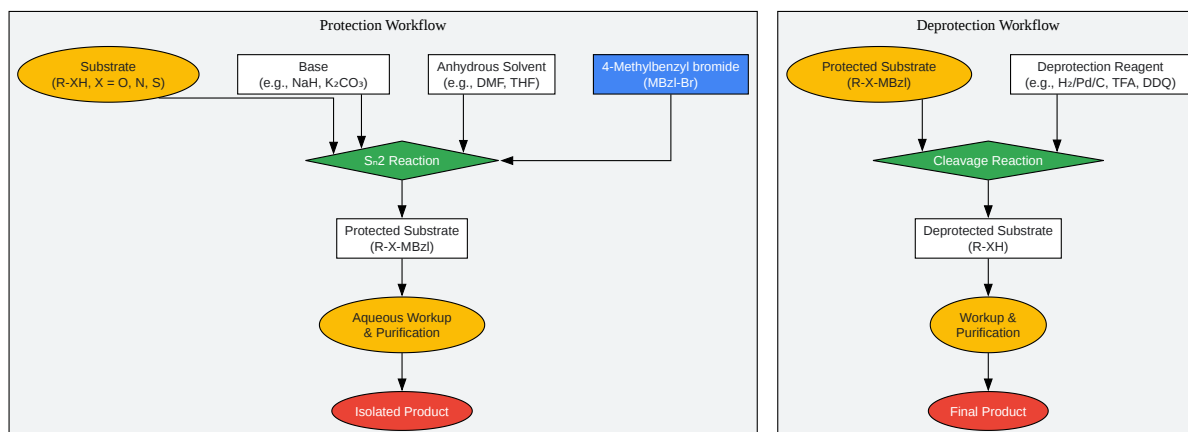 Protection Workflow
Substrate
(R-XH, X = O, N, S)
Base
(e.g., NaH, K₂CO₃)
Anhydrous Solvent
(e.g., DMF, THF)
4-Methylbenzyl bromide
(MBzl-Br)
Sₙ2 Reaction
Protected Substrate
(R-X-MBzl)
Aqueous Workup
& Purification
Isolated Product
Deprotection Workflow
Protected Substrate
(R-X-MBzl)
Deprotection Reagent
(e.g., H₂/Pd/C, TFA, DDQ)
Cleavage Reaction
Deprotected Substrate
(R-XH)
Workup &
Purification
Final Product